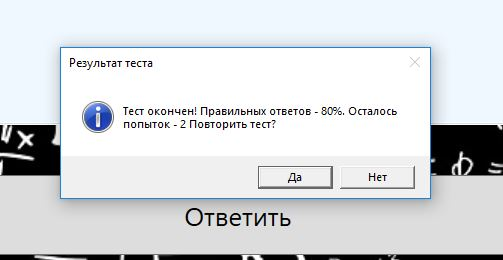 Результат теста
Тест окончен! Правильных ответов - 80%. Осталось
попыток - 2 Повторить тест?
Да
Нет
Ответить